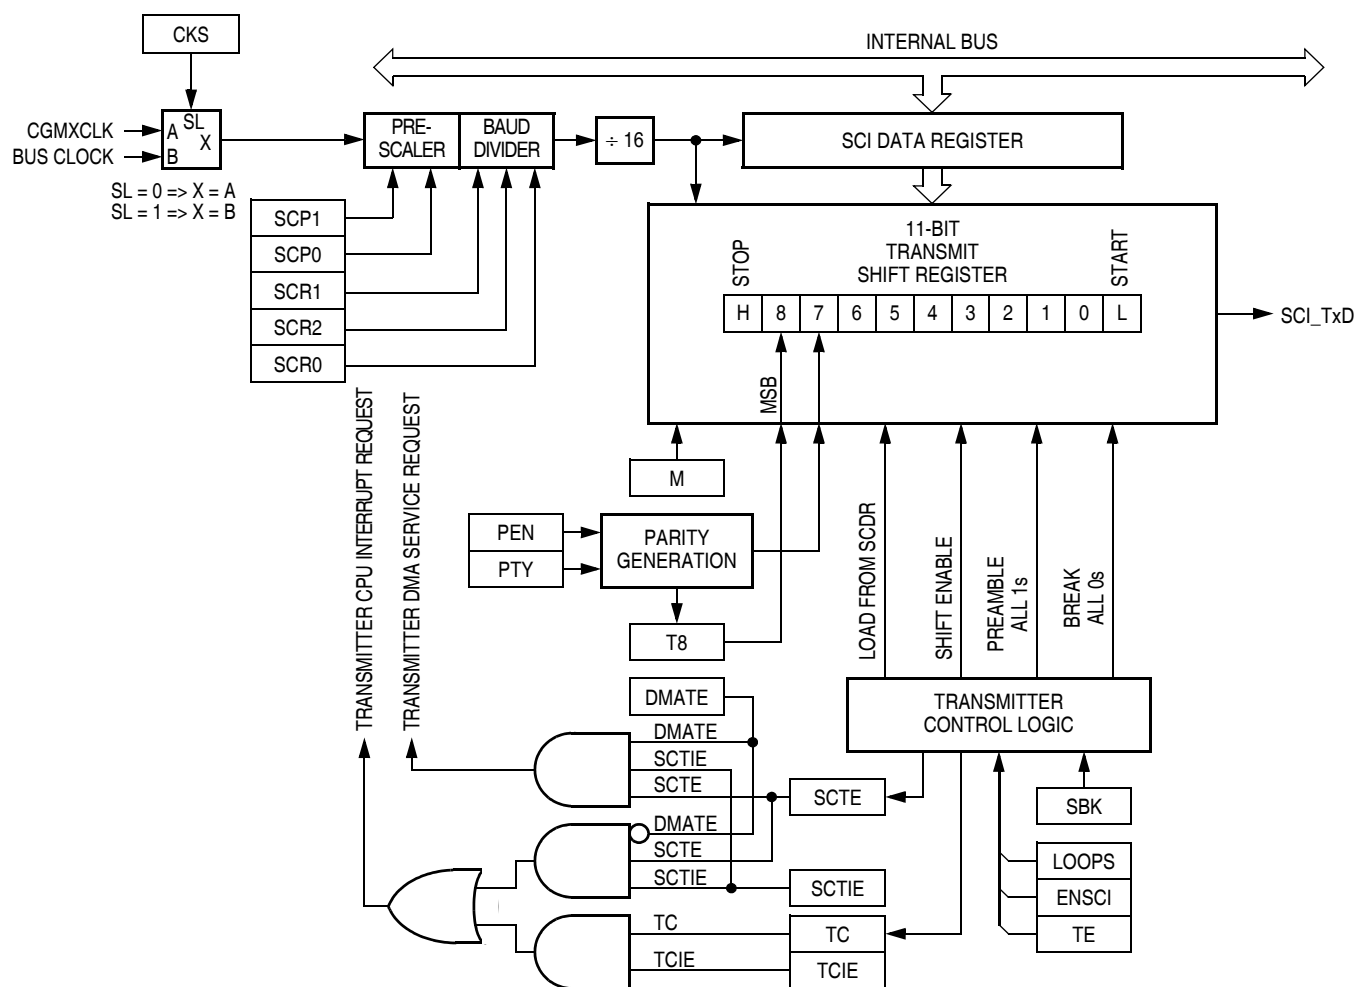 CKS
INTERNAL BUS
CGMXCLK
BUS CLOCK
SL
A
X
B
SL = 0 => X = A
SL = 1 => X = B
PRE-
SCALER
BAUD
DIVIDER
÷ 16
SCI DATA REGISTER
SCP1
SCP0
SCR1
SCR2
SCR0
11-BIT
TRANSMIT
SHIFT REGISTER
STOP
START
H 8 7 6 5 4 3 2 1 0 L
SCI_TxD
MSB
TRANSMITTER CPU INTERRUPT REQUEST
TRANSMITTER DMA SERVICE REQUEST
M
PEN
PTY
PARITY
GENERATION
T8
LOAD FROM SCDR
SHIFT ENABLE
PREAMBLE
ALL 1s
BREAK
ALL 0s
TRANSMITTER
CONTROL LOGIC
DMATE
DMATE
SCTIE
SCTE
SCTE
DMATE
SCTE
SCTIE
SCTIE
TC
TC
TCIE
TCIE
SBK
LOOPS
ENSCI
TE